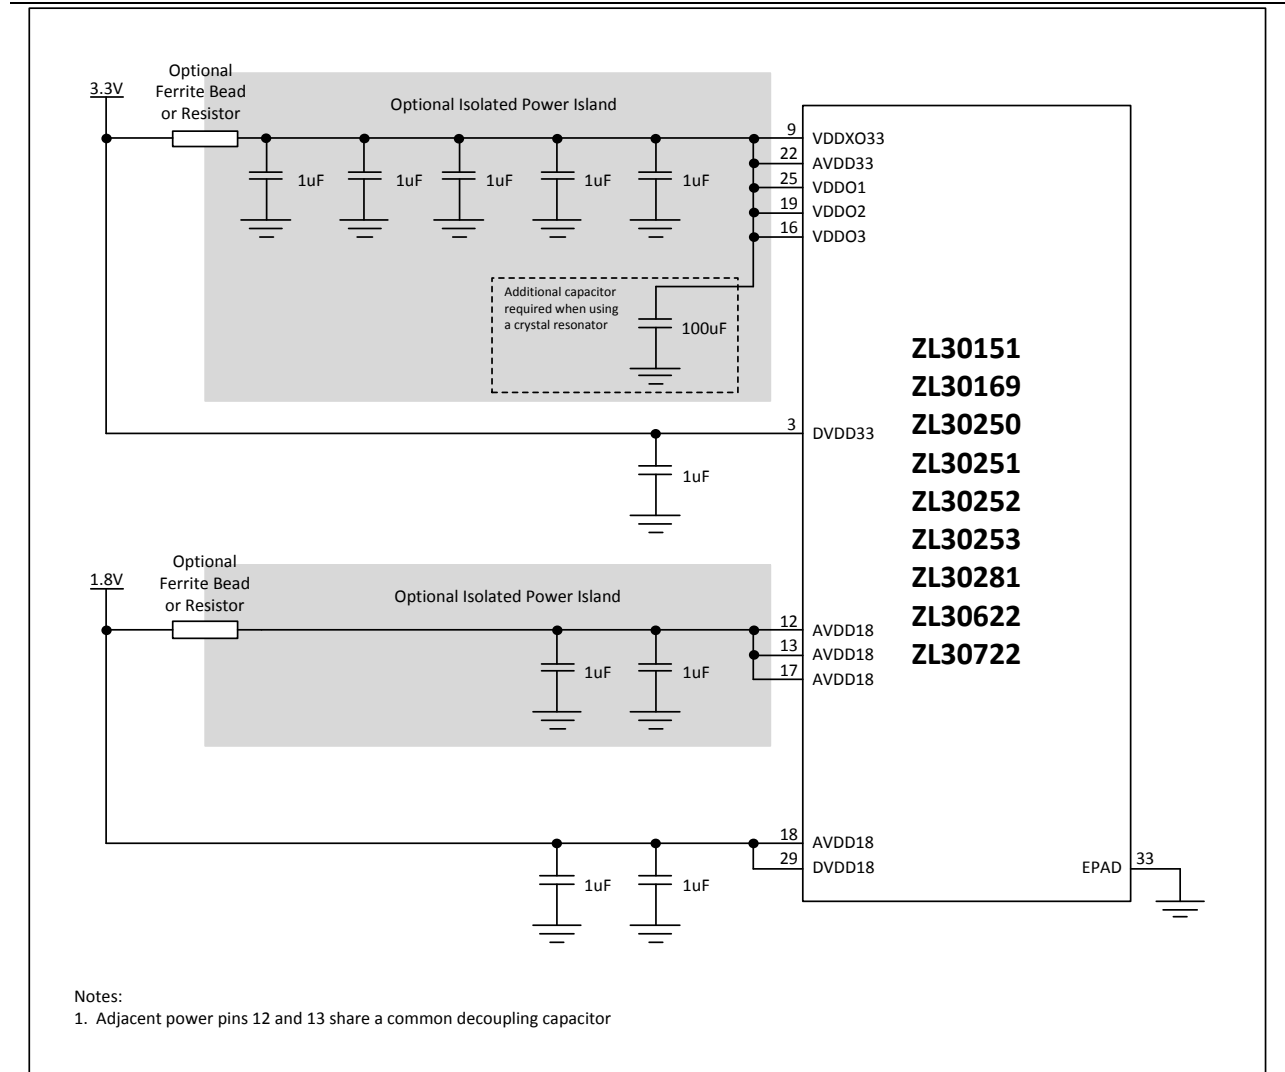 Optional
Ferrite Bead
or Resistor
3.3V
Optional Isolated Power Island
1uF
1uF
1uF
1uF
1uF
9
VDDXO33
22
AVDD33
25
VDDO1
19
VDDO2
16
VDDO3
Additional capacitor
required when using
a crystal resonator
100uF
ZL30151
ZL30169
ZL30250
ZL30251
ZL30252
ZL30253
ZL30281
ZL30622
ZL30722
3
DVDD33
1uF
Optional
Ferrite Bead
or Resistor
1.8V
Optional Isolated Power Island
1uF
1uF
12
AVDD18
13
AVDD18
17
AVDD18
18
AVDD18
29
DVDD18
1uF
1uF
EPAD
33
Notes:
1. Adjacent power pins 12 and 13 share a common decoupling capacitor